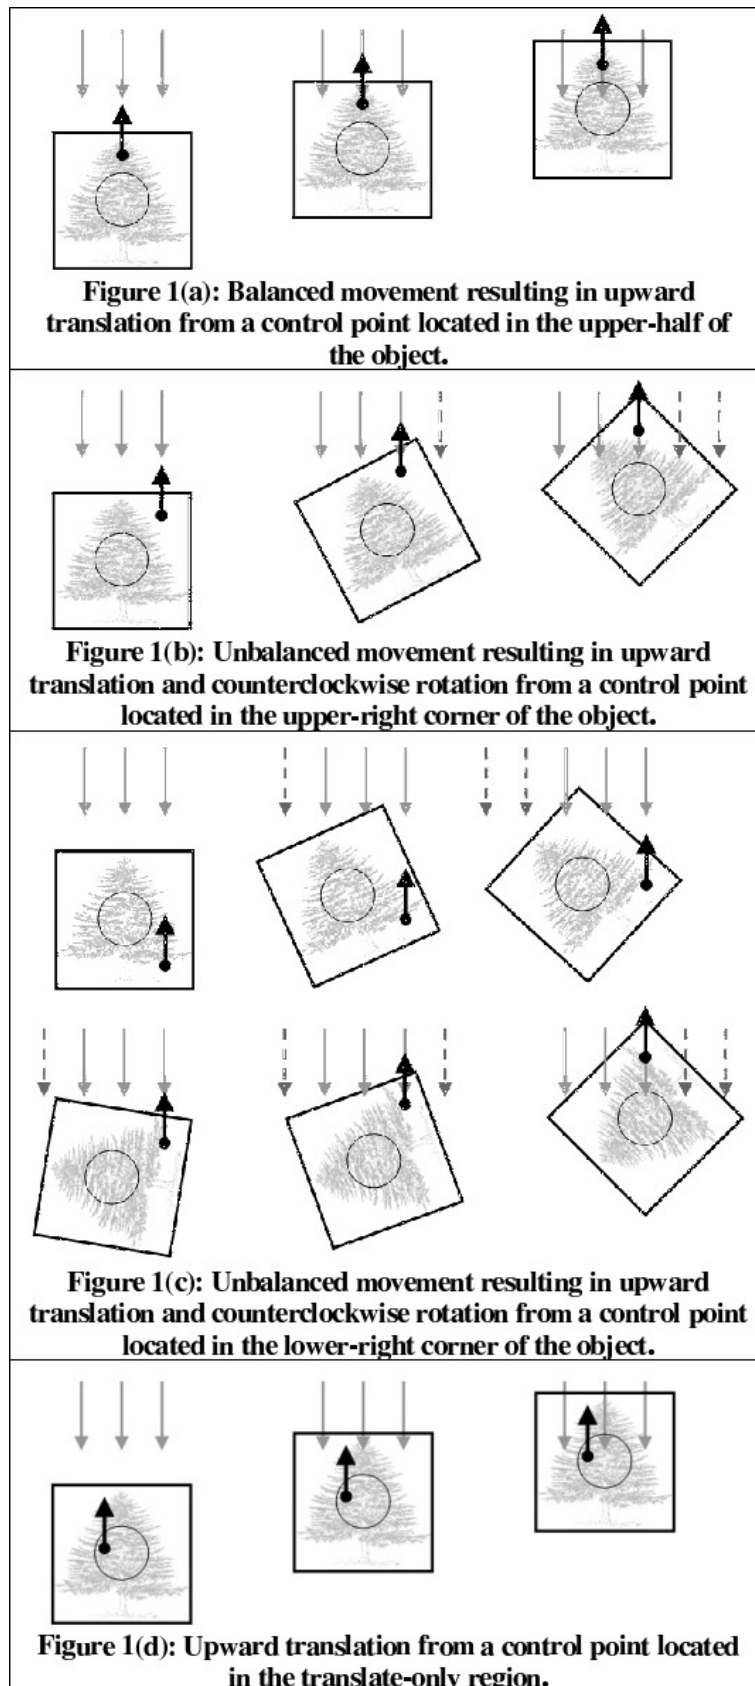 Figure 1(a): Balanced movement resulting in upward
translation from a control point located in the upper-half of
the object.
Figure 1(b): Unbalanced movement resulting in upward
translation and counterclockwise rotation from a control point
located in the upper-right corner of the object.
Figure 1(c): Unbalanced movement resulting in upward
translation and counterclockwise rotation from a control point
located in the lower-right corner of the object.
Figure 1(d): Upward translation from a control point located
in the translate-only region.